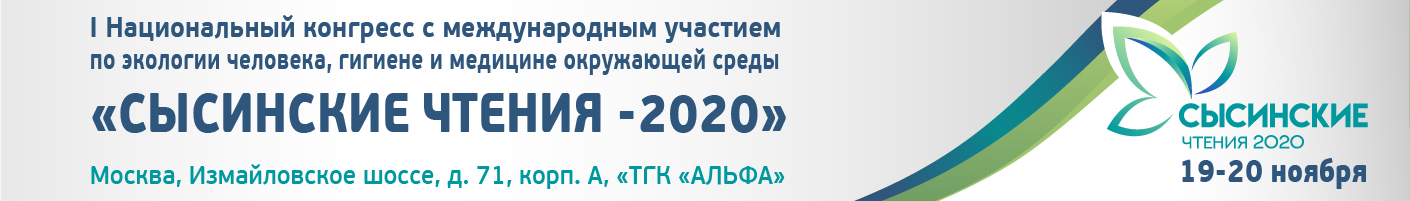 I Национальный конгресс с международным участием
по экологии человека, гигиене и медицине окружающей среды
«СЫСИНСКИЕ ЧТЕНИЯ -2020»
Москва, Измайловское шоссе, д. 71, корп. А, «ТГК «АЛЬФА»
СЫСИНСКИЕ
ЧТЕНИЯ 2020
19-20 ноября